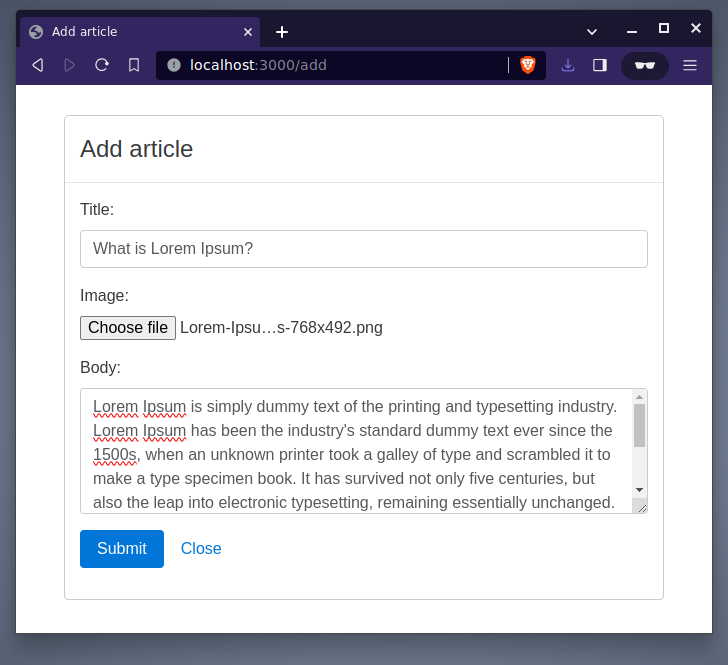 Add article
localhost:3000/add
Add article
Title:
What is Lorem Ipsum?
Image:
Choose file Lorem-Ipsu…s-768x492.png
Body:
Lorem Ipsum is simply dummy text of the printing and typesetting industry.
Lorem Ipsum has been the industry's standard dummy text ever since the
1500s, when an unknown printer took a galley of type and scrambled it to
make a type specimen book. It has survived not only five centuries, but
also the leap into electronic typesetting, remaining essentially unchanged.
Submit Close